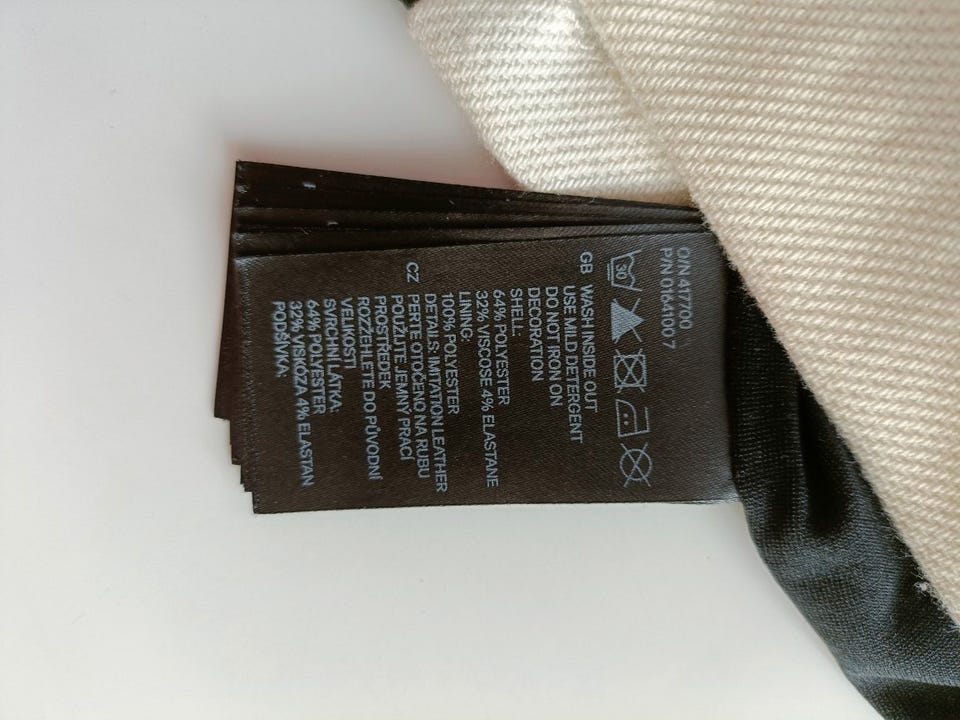 O/N 417700
P/N 0164100 7
30
GB WASH INSIDE OUT
USE MILD DETERGENT
DO NOT IRON ON
DECORATION
SHELL:
64% POLYESTER
32% VISCOSE 4% ELASTANE
LINING:
100% POLYESTER
DETAILS: IMITATION LEATHER
CZ PERTE OTOČENO NA RUBU
POUŽIJTE JEMNÝ PRACÍ
PROSTŘEDEK
ROZŽEHLETE DO PŮVODNÍ
VELIKOSTI
SVRCHNÍ LÁTKA:
64% POLYESTER
32% VISKÓZA 4% ELASTAN
PODŠÍVKA: